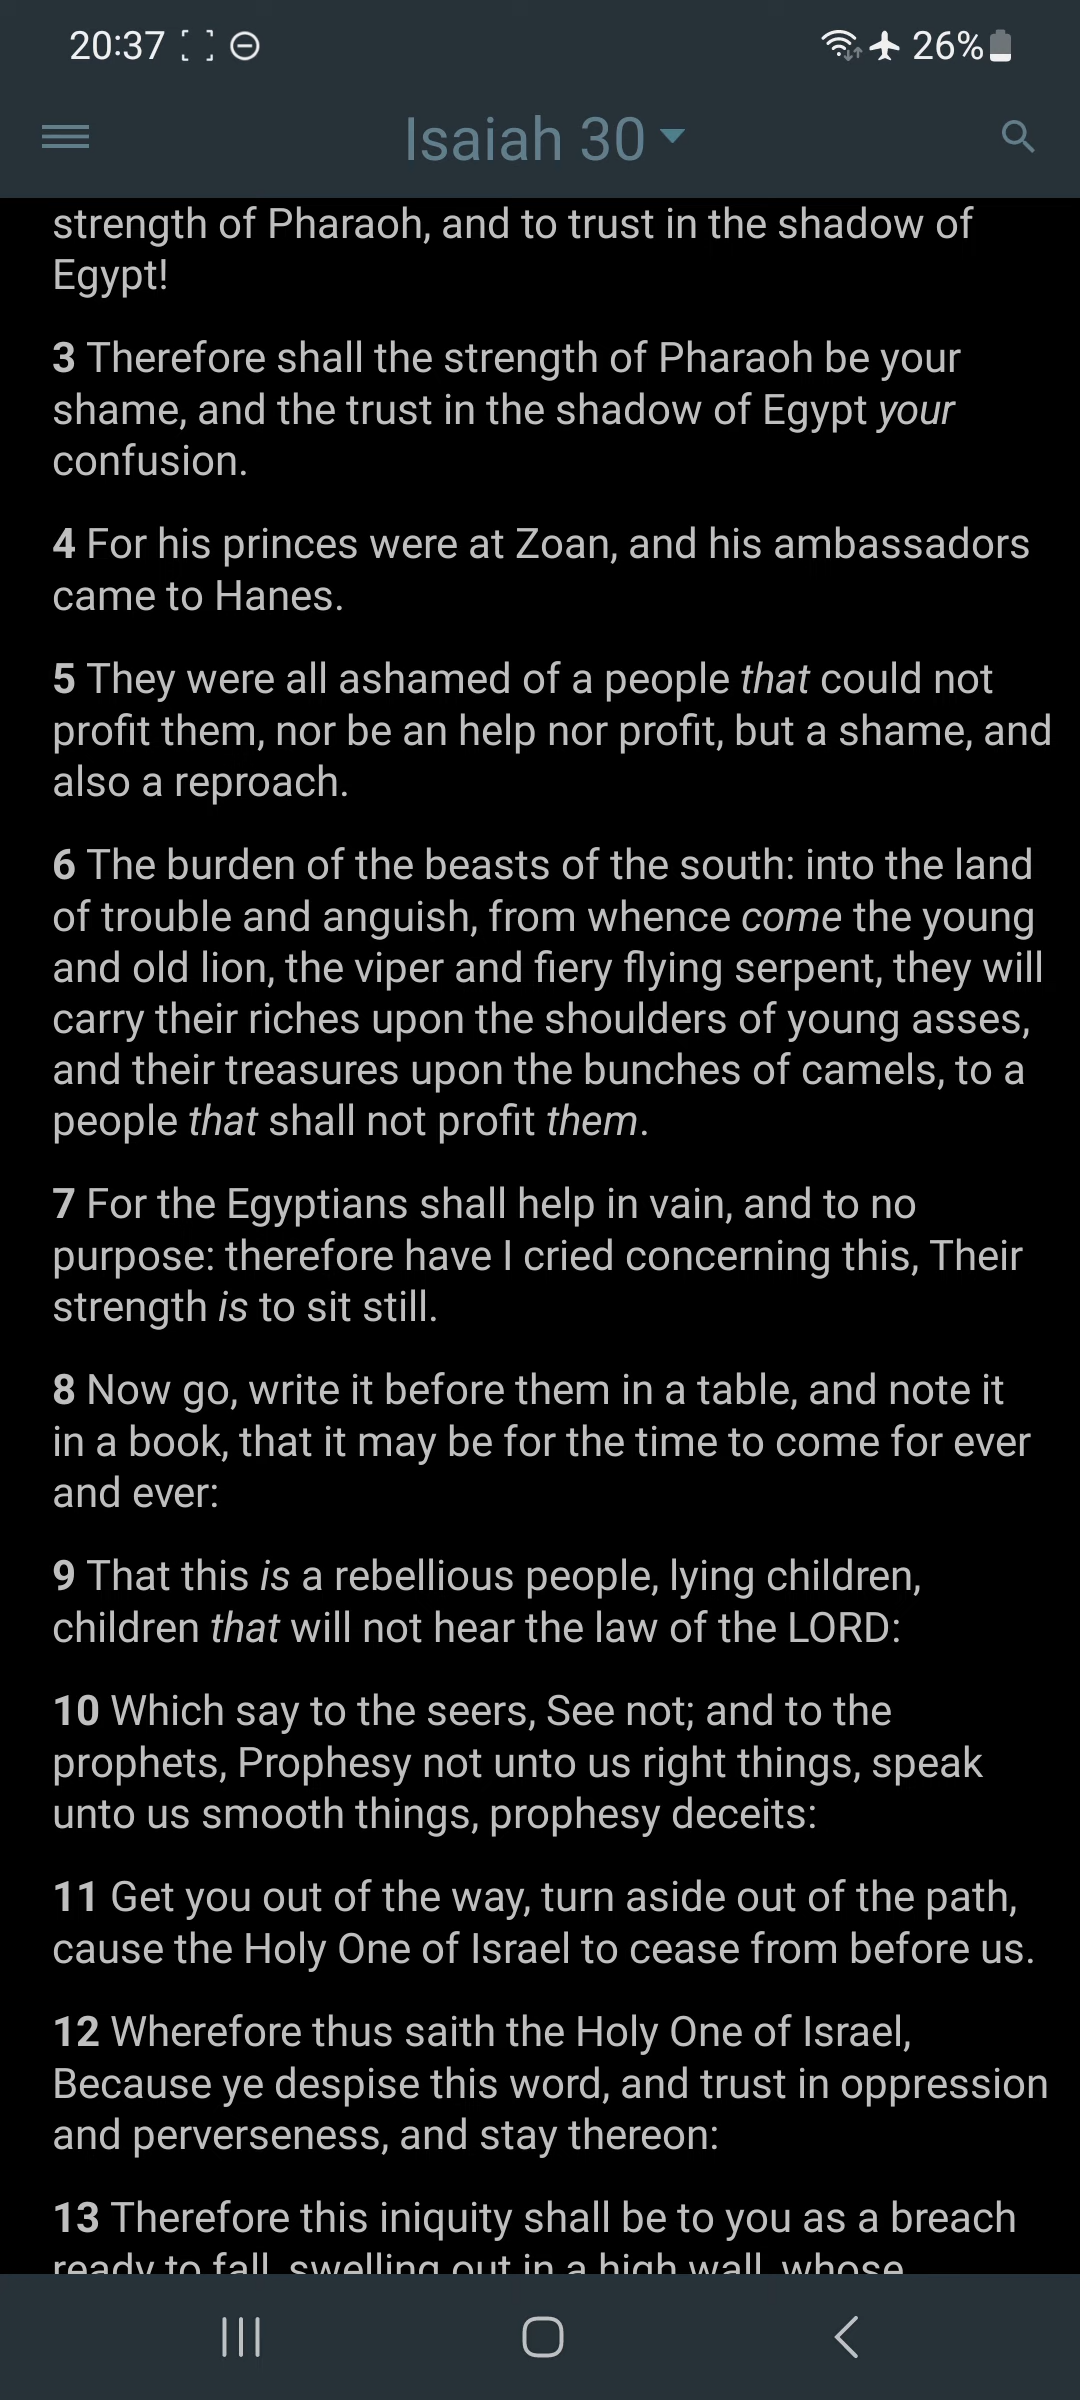 20:37
26%
Isaiah 30
strength of Pharaoh, and to trust in the shadow of
Egypt!
3 Therefore shall the strength of Pharaoh be your
shame, and the trust in the shadow of Egypt your
confusion.
4 For his princes were at Zoan, and his ambassadors
came to Hanes.
5 They were all ashamed of a people that could not
profit them, nor be an help nor profit, but a shame, and
also a reproach.
6 The burden of the beasts of the south: into the land
of trouble and anguish, from whence come the young
and old lion, the viper and fiery flying serpent, they will
carry their riches upon the shoulders of young asses,
and their treasures upon the bunches of camels, to a
people that shall not profit them.
7 For the Egyptians shall help in vain, and to no
purpose: therefore have I cried concerning this, Their
strength is to sit still.
8 Now go, write it before them in a table, and note it
in a book, that it may be for the time to come for ever
and ever:
9 That this is a rebellious people, lying children,
children that will not hear the law of the LORD:
10 Which say to the seers, See not; and to the
prophets, Prophesy not unto us right things, speak
unto us smooth things, prophesy deceits:
11 Get you out of the way, turn aside out of the path,
cause the Holy One of Israel to cease from before us.
12 Wherefore thus saith the Holy One of Israel,
Because ye despise this word, and trust in oppression
and perverseness, and stay thereon:
13 Therefore this iniquity shall be to you as a breach
ready to fall, swelling out in a high wall, whose